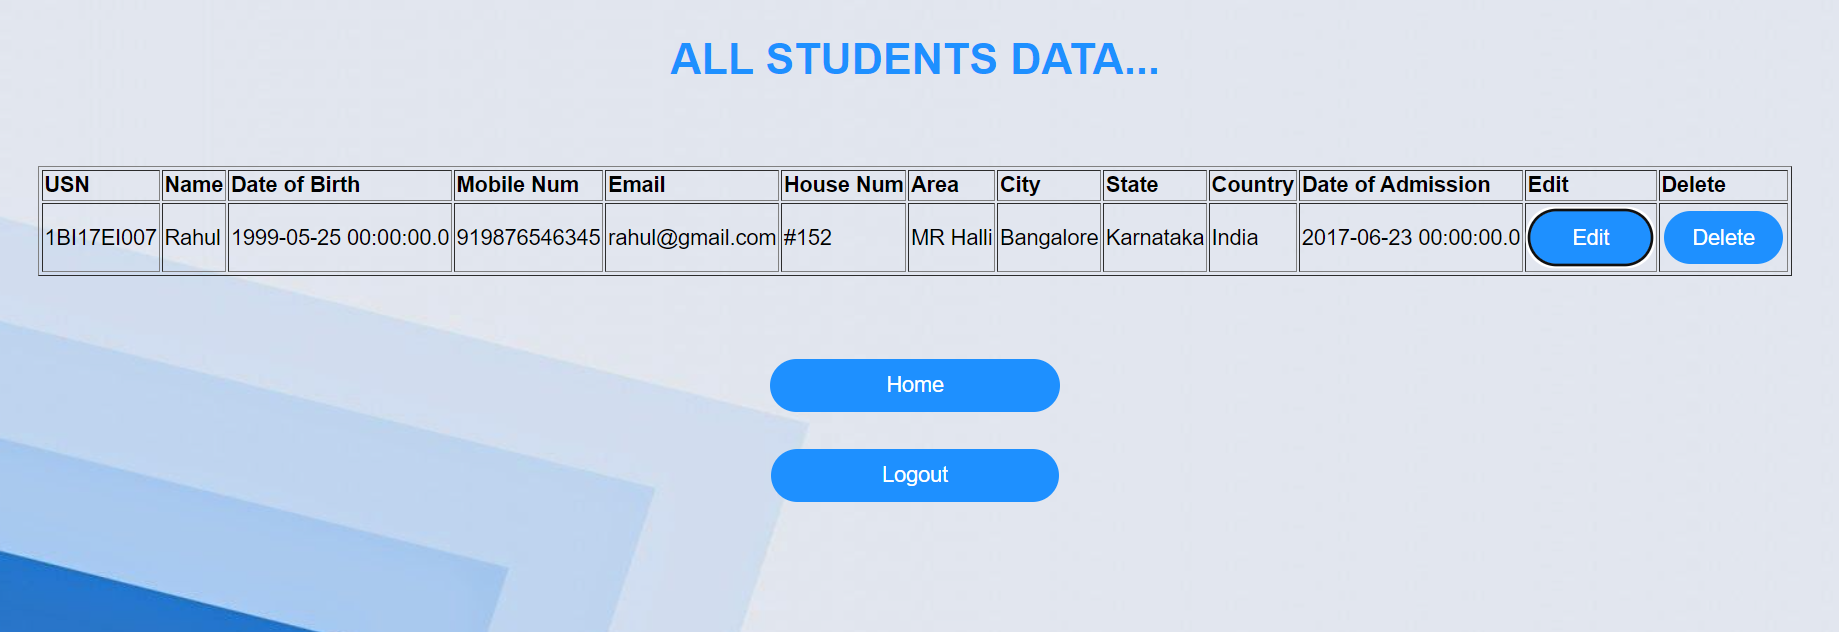 ALL STUDENTS DATA...
USN Name Date of Birth Mobile Num Email House Num Area City State Country Date of Admission Edit Delete
1BI17EI007 Rahul 1999-05-25 00:00:00.0 919876546345 rahul@gmail.com #152 MR Halli Bangalore Karnataka India 2017-06-23 00:00:00.0 Edit Delete
Home
Logout